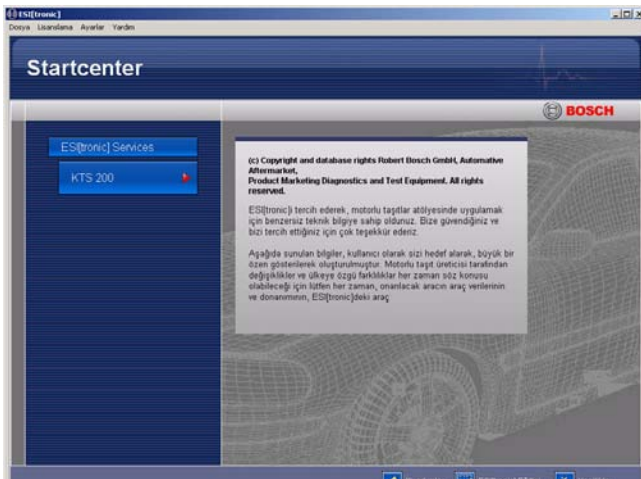 ESI[tronic]
Dosya Lisanslama Ayarlar Yardım
Startcenter
BOSCH
ESI[tronic] Services
KTS 200
(c) Copyright and database rights Robert Bosch GmbH, Automative
Aftermarket,
Product Marketing Diagnostics and Test Equipment. All rights
reserved.
ESI[tronic]i tercih ederek, motorlu taşıtlar atölyesinde uygulamak
için benzersiz teknik bilgiye sahip oldunuz. Bize güvendiğiniz ve
bizi tercih ettiğiniz için çok teşekkür ederiz.
Aşağıda sunulan bilgiler, kullanıcı olarak sizi hedef alarak, büyük bir
özen gösterilerek oluşturulmuştur. Motorlu taşıt üreticisi tarafından
değişiklikler ve ülkeye özgü farklılıklar her zaman söz konusu
olabileceği için lütfen her zaman, onarılacak aracın araç verilerinin
ve donanımının, ESI[tronic]deki araç